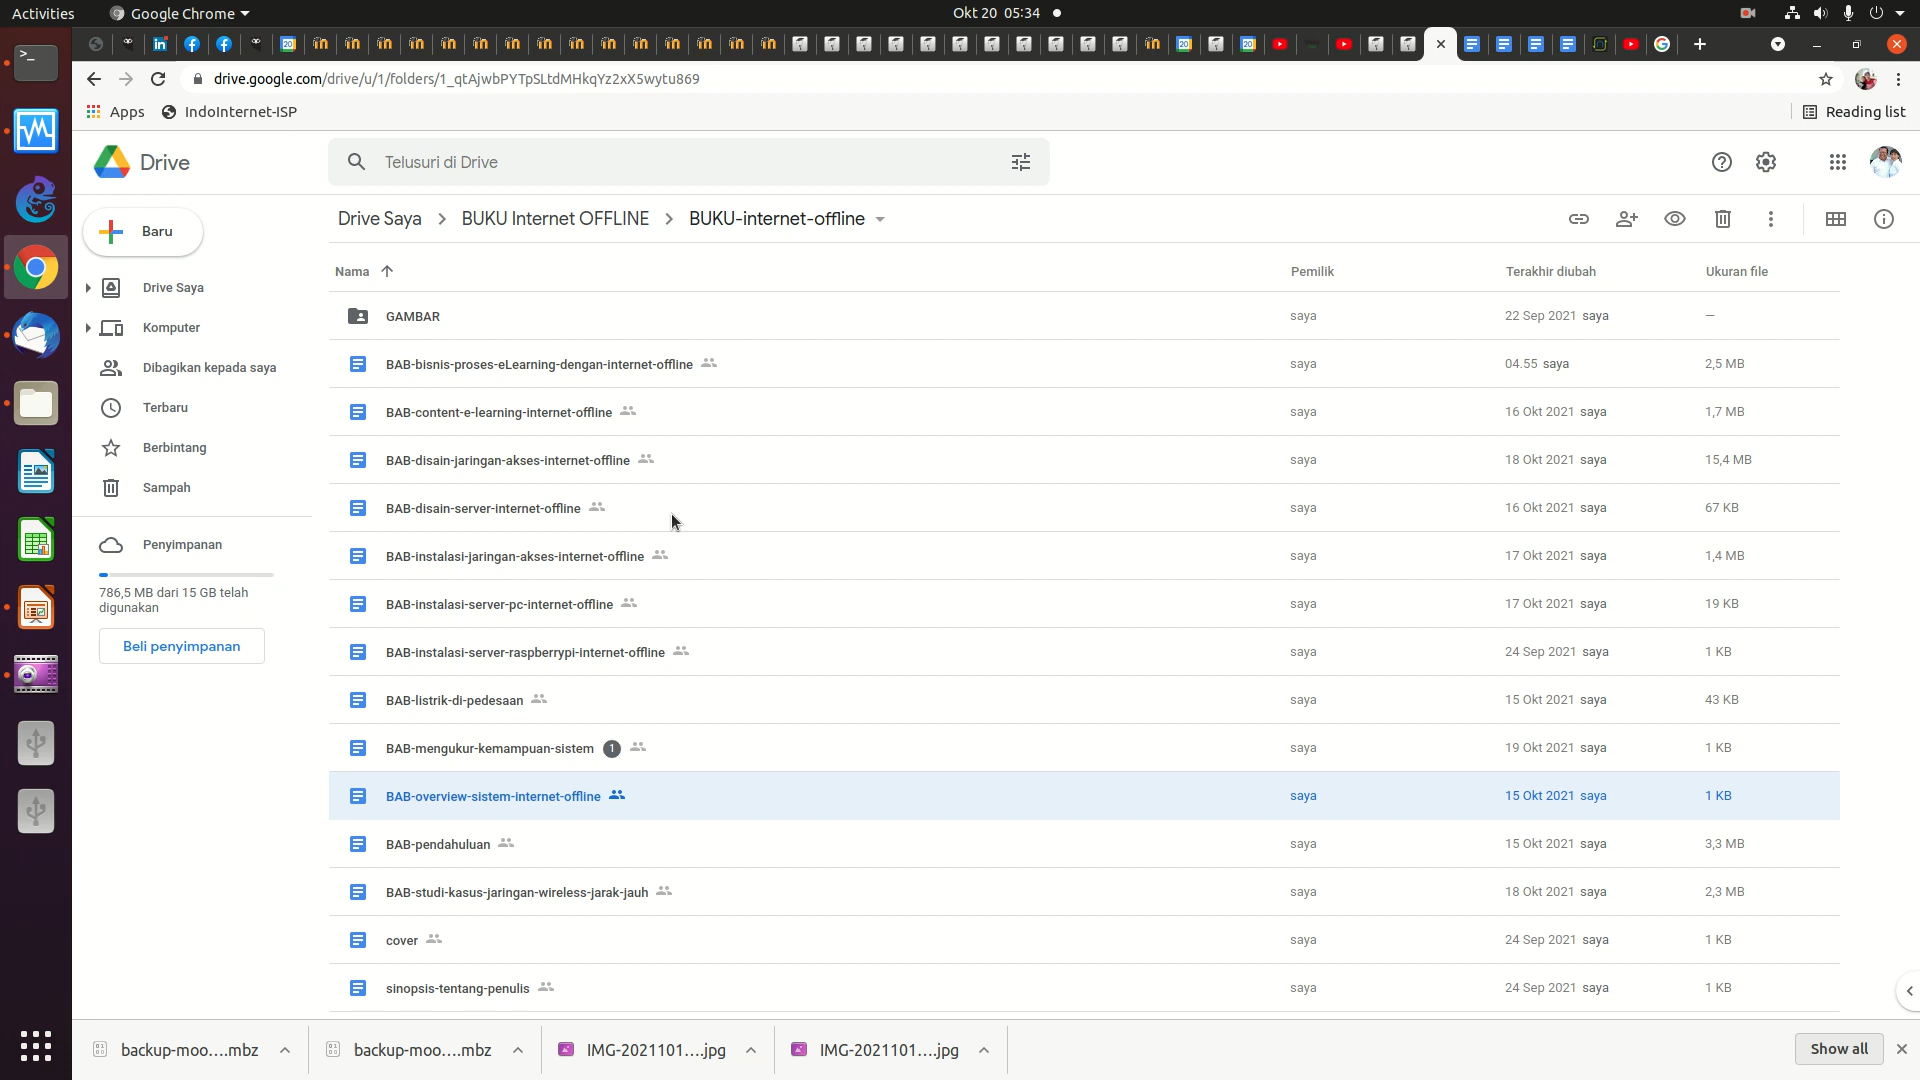 Activities Google Chrome Okt 20 05:34
drive.google.com/drive/u/1/folders/1_qtAjwbPYTpSLtdMHkqYz2xX5wytu869
Apps IndoInternet-ISP Reading list
Drive Telusuri di Drive
Drive Saya BUKU Internet OFFLINE BUKU-internet-offline
Baru
Drive Saya
Komputer
Dibagikan kepada saya
Terbaru
Berbintang
Sampah
Penyimpanan
786,5 MB dari 15 GB telah
digunakan
Beli penyimpanan
Nama Pemilik Terakhir diubah Ukuran file
GAMBAR saya 22 Sep 2021 saya —
BAB-bisnis-proses-eLearning-dengan-internet-offline saya 04.55 saya 2,5 MB
BAB-content-e-learning-internet-offline saya 16 Okt 2021 saya 1,7 MB
BAB-disain-jaringan-akses-internet-offline saya 18 Okt 2021 saya 15,4 MB
BAB-disain-server-internet-offline saya 16 Okt 2021 saya 67 KB
BAB-instalasi-jaringan-akses-internet-offline saya 17 Okt 2021 saya 1,4 MB
BAB-instalasi-server-pc-internet-offline saya 17 Okt 2021 saya 19 KB
BAB-instalasi-server-raspberrypi-internet-offline saya 24 Sep 2021 saya 1 KB
BAB-listrik-di-pedesaan saya 15 Okt 2021 saya 43 KB
BAB-mengukur-kemampuan-sistem 1 saya 19 Okt 2021 saya 1 KB
BAB-overview-sistem-internet-offline saya 15 Okt 2021 saya 1 KB
BAB-pendahuluan saya 15 Okt 2021 saya 3,3 MB
BAB-studi-kasus-jaringan-wireless-jarak-jauh saya 18 Okt 2021 saya 2,3 MB
cover saya 24 Sep 2021 saya 1 KB
sinopsis-tentang-penulis saya 24 Sep 2021 saya 1 KB
backup-moo....mbz backup-moo....mbz IMG-2021101....jpg IMG-2021101....jpg Show all